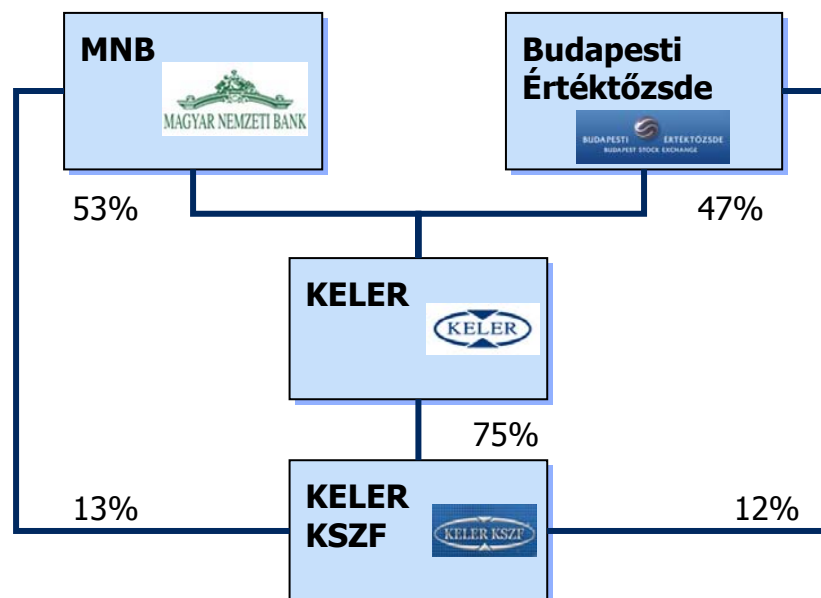 MNB
MAGYAR NEMZETI BANK
Budapesti
Értéktőzsde
BUDAPESTI ÉRTÉKTŐZSDE
BUDAPEST STOCK EXCHANGE
53%
47%
KELER
KELER
75%
13%
KELER
KSZF
KELER KSZF
12%